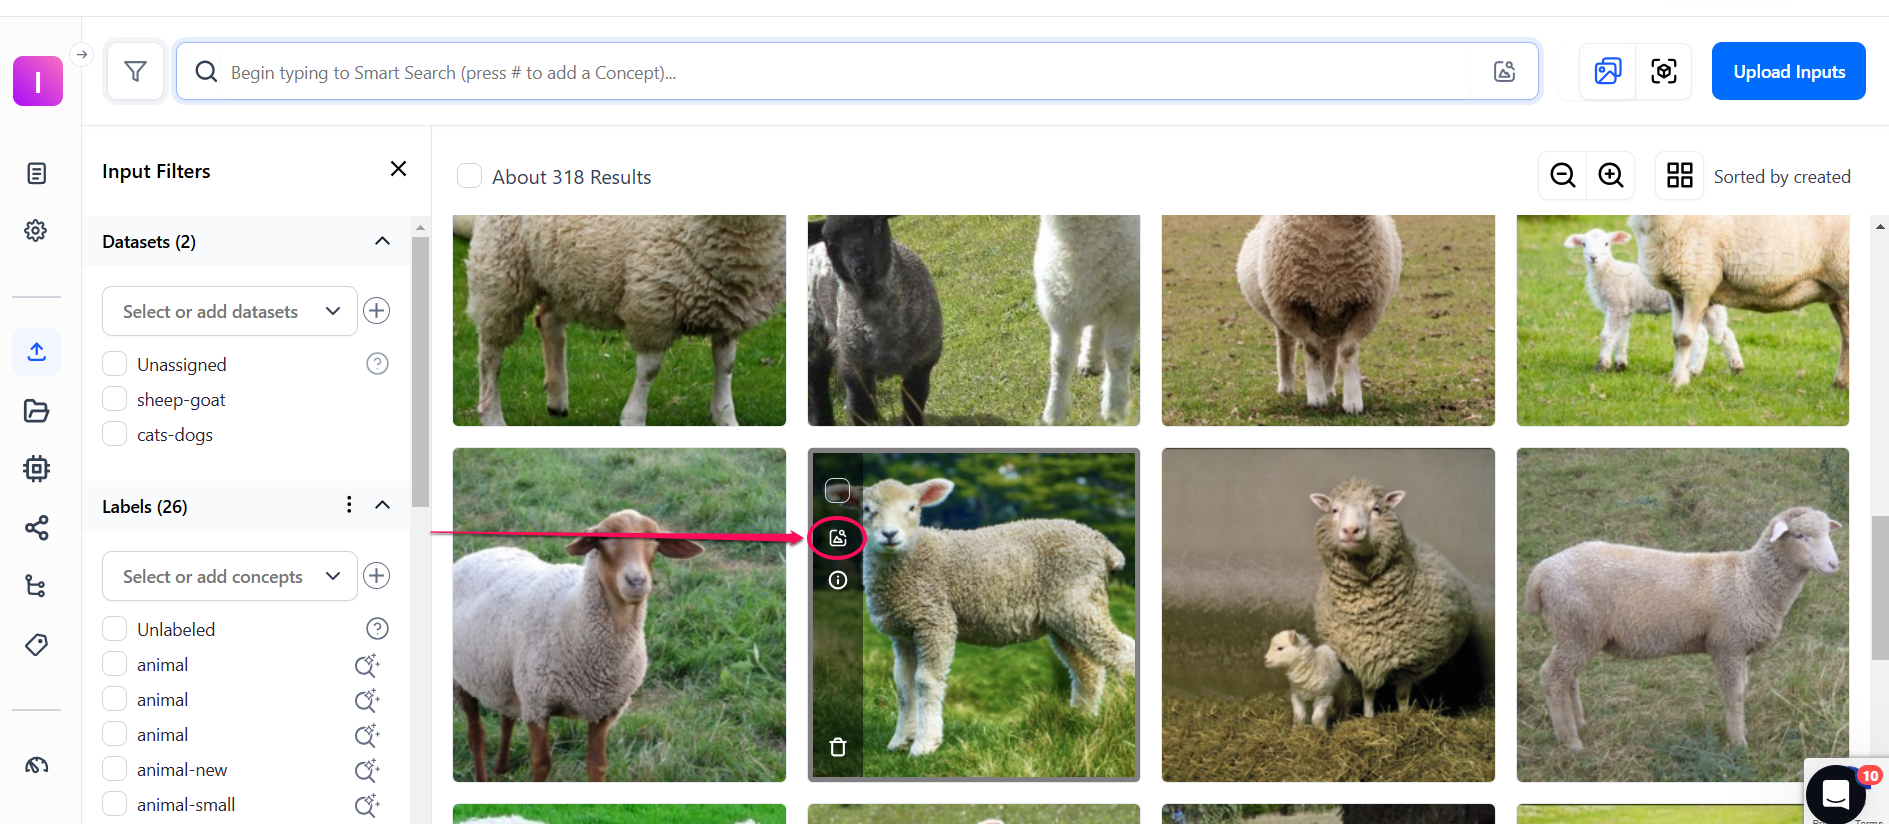 I
Begin typing to Smart Search (press # to add a Concept)...
Upload Inputs
Input Filters
About 318 Results
Sorted by created
Datasets (2)
Select or add datasets
Unassigned
sheep-goat
cats-dogs
Labels (26)
Select or add concepts
Unlabeled
animal
animal
animal
animal-new
animal-small
10